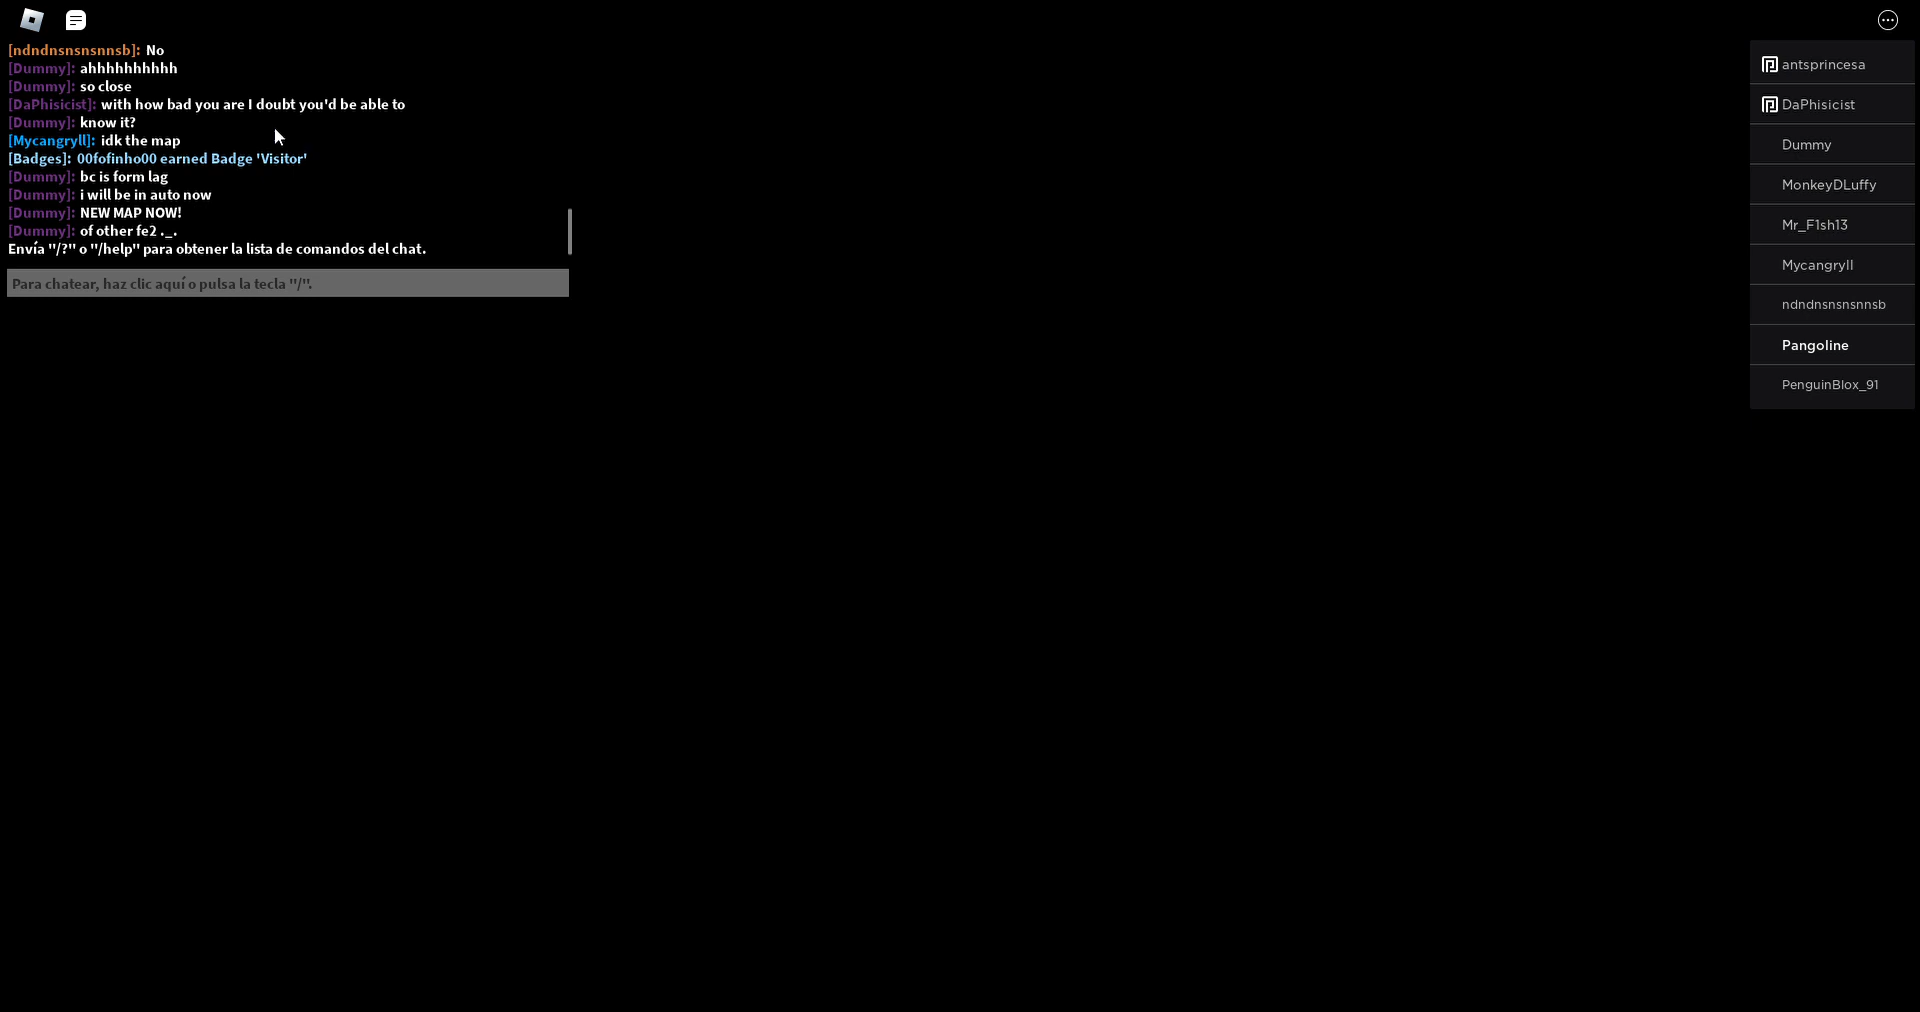 [ndndnsnsnsnnsb]: No
[Dummy]: ahhhhhhhhhh
[Dummy]: so close
[DaPhisicist]: with how bad you are I doubt you'd be able to
[Dummy]: know it?
[Mycangryll]: idk the map
[Badges]: 00fofinho00 earned Badge 'Visitor'
[Dummy]: bc is form lag
[Dummy]: i will be in auto now
[Dummy]: NEW MAP NOW!
[Dummy]: of other fe2 ._.
Envía "/?" o "/help" para obtener la lista de comandos del chat.
Para chatear, haz clic aquí o pulsa la tecla "/".
antsprincesa
DaPhisicist
Dummy
MonkeyDLuffy
Mr_F1sh13
Mycangryll
ndndnsnsnsnnsb
Pangoline
PenguinBlox_91